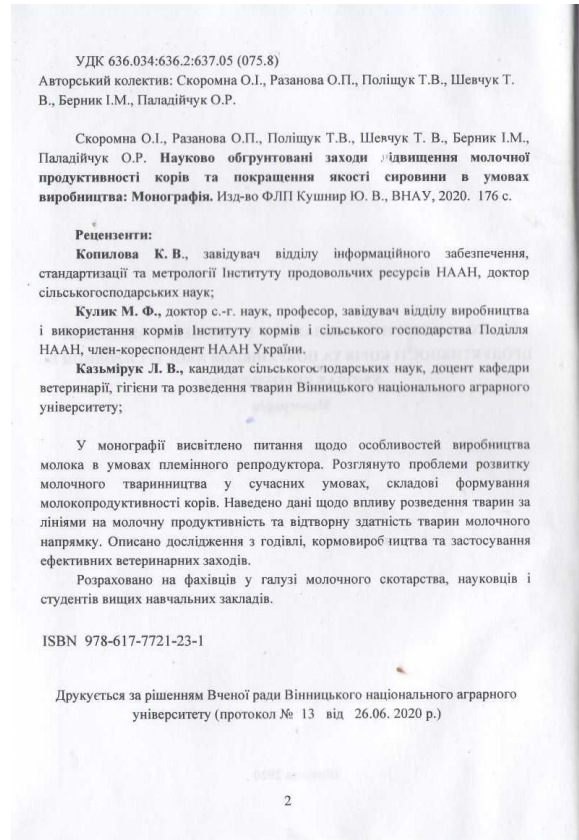 УДК 636.034:636.2:637.05 (075.8)
Авторський колектив: Скоромна О.І., Разанова О.П., Поліщук Т.В., Шевчук Т.
В., Берник І.М., Паладійчук О.Р.
Скоромна О.І., Разанова О.П., Поліщук Т.В., Шевчук Т. В., Берник І.М.,
Паладійчук О.Р. Науково обгрунтовані заходи підвищення молочної
продуктивності корів та покращення якості сировини в умовах
виробництва: Монографія. Изд-во ФЛП Кушнир Ю. В., ВНАУ, 2020. 176 с.
Рецензенти:
Копилова К. В., завідувач відділу інформаційного забезпечення,
стандартизації та метрології Інституту продовольчих ресурсів НААН, доктор
сільськогосподарських наук;
Кулик М. Ф., доктор с.-г. наук, професор, завідувач відділу виробництва
і використання кормів Інституту кормів і сільського господарства Поділля
НААН, член-кореспондент НААН України.
Казьмірук Л. В., кандидат сільськогосподарських наук, доцент кафедри
ветеринарії, гігієни та розведення тварин Вінницького національного аграрного
університету;
У монографії висвітлено питання щодо особливостей виробництва
молока в умовах племінного репродуктора. Розглянуто проблеми розвитку
молочного тваринництва у сучасних умовах, складові формування
молокопродуктивності корів. Наведено дані щодо впливу розведення тварин за
лініями на молочну продуктивність та відтворну здатність тварин молочного
напрямку. Описано дослідження з годівлі, кормовиробництва та застосування
ефективних ветеринарних заходів.
Розраховано на фахівців у галузі молочного скотарства, науковців і
студентів вищих навчальних закладів.
ISBN 978-617-7721-23-1
Друкується за рішенням Вченої ради Вінницького національного аграрного
університету (протокол № 13 від 26.06. 2020 р.)
2